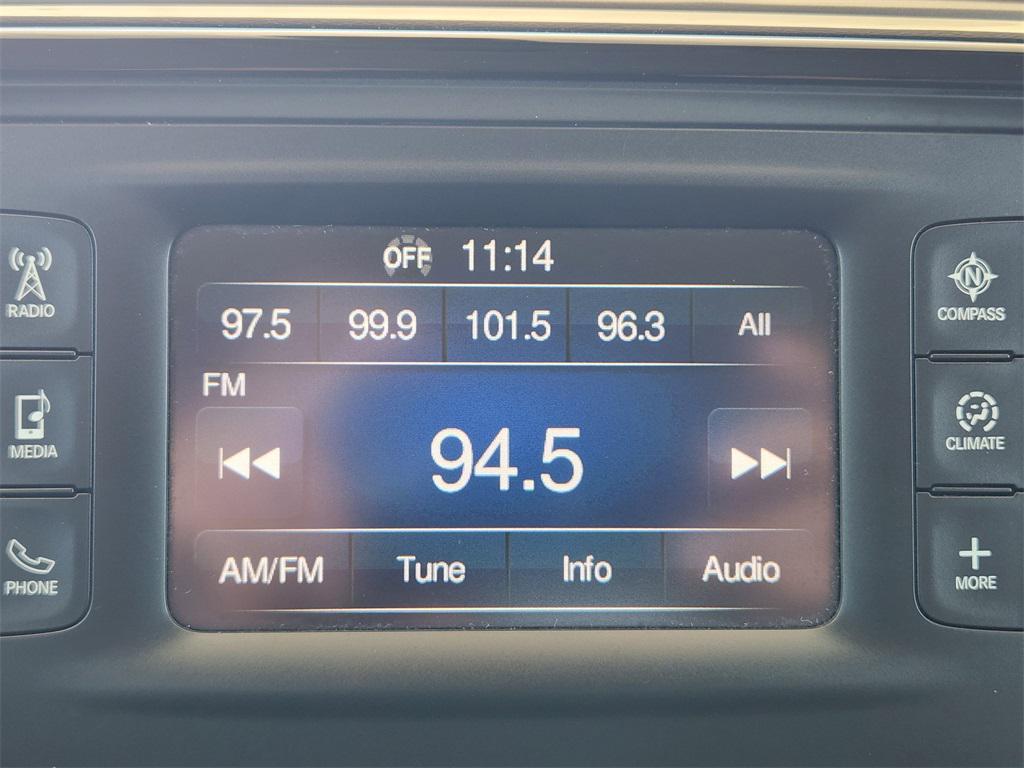 OFF 11:14
97.5 99.9 101.5 96.3 All
FM
94.5
AM/FM Tune Info Audio
RADIO
MEDIA
PHONE
N
COMPASS
CLIMATE
MORE